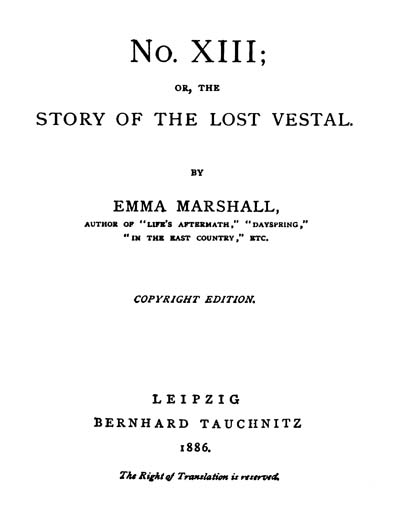 No. XIII;
OR, THE
STORY OF THE LOST VESTAL.
BY
EMMA MARSHALL,
AUTHOR OF "LIFE'S AFTERMATH," "DAYSPRING,"
"IN THE EAST COUNTRY," ETC.
COPYRIGHT EDITION.
LEIPZIG
BERNHARD TAUCHNITZ
1886.
The Right of Translation is reserved.